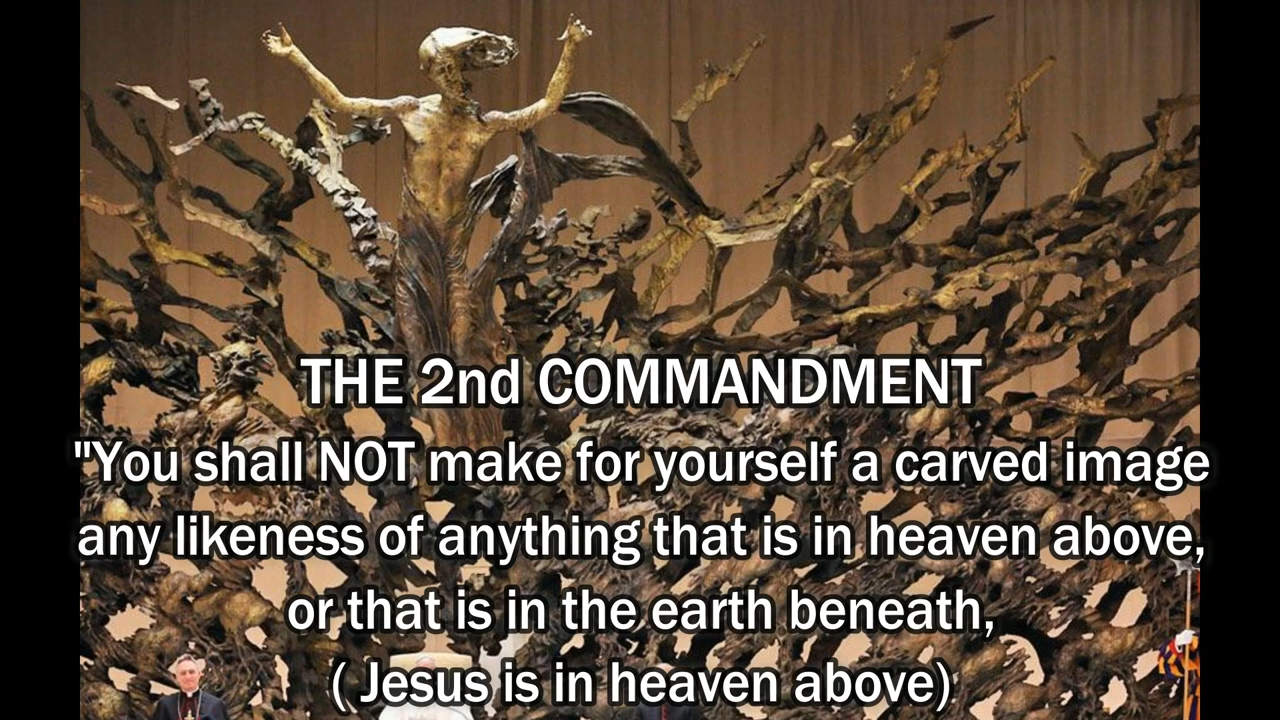 THE 2nd COMMANDMENT
"You shall NOT make for yourself a carved image
any likeness of anything that is in heaven above,
or that is in the earth beneath,
( Jesus is in heaven above)